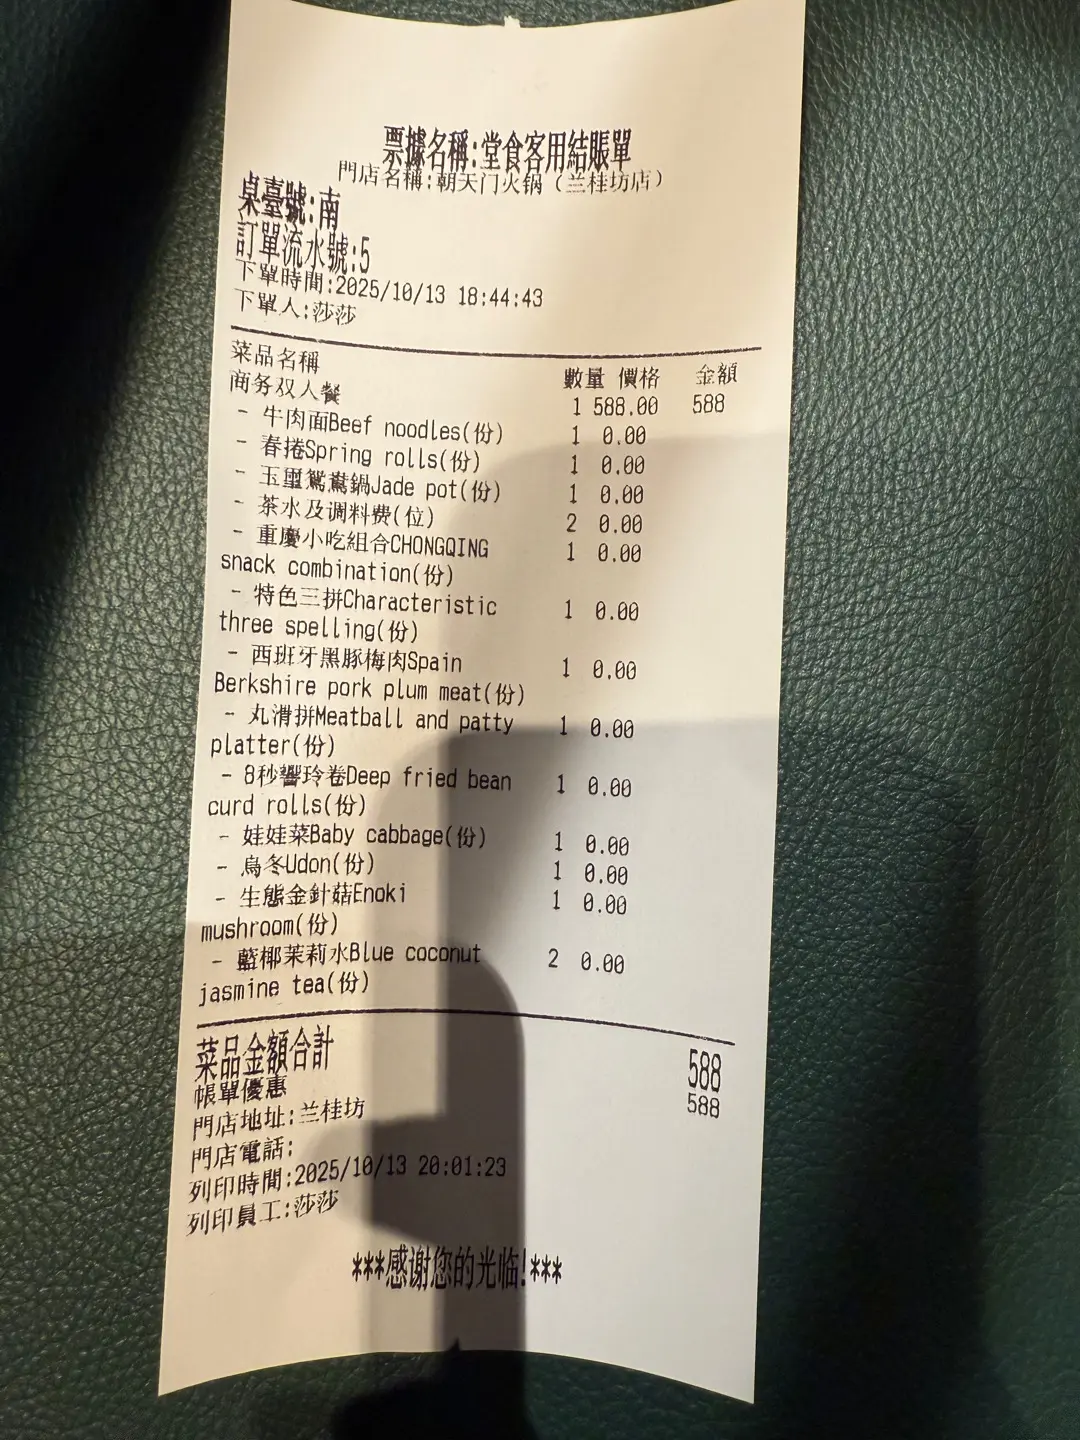 票據名稱:堂食客用結賬單
門店名稱:朝天门火锅（兰桂坊店）
桌臺號:南
訂單流水號:5
下單時間:2025/10/13 18:44:43
下單人:莎莎
菜品名稱 數量 價格 金額
商务双人餐 1 588.00 588
- 牛肉面Beef noodles(份) 1 0.00
- 春捲Spring rolls(份) 1 0.00
- 玉璽鴛鴦鍋Jade pot(份) 1 0.00
- 茶水及调料费(位) 2 0.00
- 重慶小吃組合CHONGQING 1 0.00
snack combination(份)
- 特色三拼Characteristic 1 0.00
three spelling(份)
- 西班牙黑豚梅肉Spain 1 0.00
Berkshire pork plum meat(份)
- 丸滑拼Meatball and patty 1 0.00
platter(份)
- 8秒響玲卷Deep fried bean 1 0.00
curd rolls(份)
- 娃娃菜Baby cabbage(份) 1 0.00
- 烏冬Udon(份) 1 0.00
- 生態金針菇Enoki 1 0.00
mushroom(份)
- 藍椰茉莉水Blue coconut 2 0.00
jasmine tea(份)
菜品金額合計 588
帳單優惠 588
門店地址:兰桂坊
門店電話:
列印時間:2025/10/13 20:01:23
列印員工:莎莎
***感谢您的光临!***